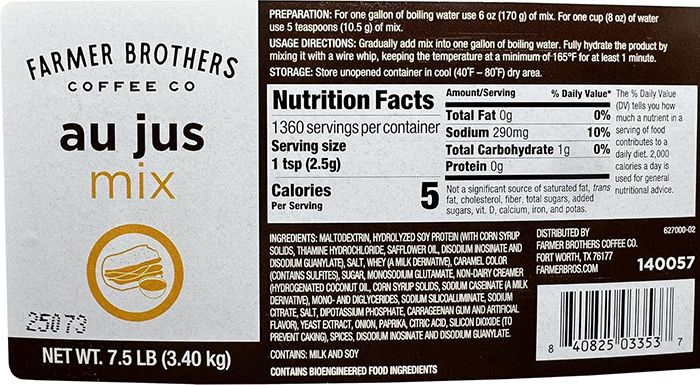 FARMER BROTHERS
COFFEE CO
au jus
mix
25073
NET WT. 7.5 LB (3.40 kg)
PREPARATION: For one gallon of boiling water use 6 oz (170 g) of mix. For one cup (8 oz) of water
use 5 teaspoons (10.5 g) of mix.
USAGE DIRECTIONS: Gradually add mix into one gallon of boiling water. Fully hydrate the product by
mixing it with a wire whip, keeping the temperature at a minimum of 165°F for at least 1 minute.
STORAGE: Store unopened container in cool (40°F – 80°F) dry area.
Nutrition Facts
1360 servings per container
Serving size
1 tsp (2.5g)
Calories 5
Per Serving
Amount/Serving % Daily Value*
Total Fat 0g 0%
Sodium 290mg 10%
Total Carbohydrate 1g 0%
Protein 0g
Not a significant source of saturated fat, trans
fat, cholesterol, fiber, total sugars, added
sugars, vit. D, calcium, iron, and potas.
The % Daily Value
(DV) tells you how
much a nutrient in a
serving of food
contributes to a
daily diet. 2,000
calories a day is
used for general
nutritional advice.
INGREDIENTS: MALTODEXTRIN, HYDROLYZED SOY PROTEIN (WITH CORN SYRUP
SOLIDS, THIAMINE HYDROCHLORIDE, SAFFLOWER OIL, DISODIUM INOSINATE AND
DISODIUM GUANYLATE), SALT, WHEY (A MILK DERIVATIVE), CARAMEL COLOR
(CONTAINS SULFITES), SUGAR, MONOSODIUM GLUTAMATE, NON-DAIRY CREAMER
(HYDROGENATED COCONUT OIL, CORN SYRUP SOLIDS, SODIUM CASEINATE (A MILK
DERIVATIVE), MONO- AND DIGLYCERIDES, SODIUM SILICOALUMINATE, SODIUM
CITRATE, SALT, DIPOTASSIUM PHOSPHATE, CARRAGEENAN GUM AND ARTIFICIAL
FLAVOR), YEAST EXTRACT, ONION, PAPRIKA, CITRIC ACID, SILICON DIOXIDE (TO
PREVENT CAKING), SPICES, DISODIUM INOSINATE AND DISODIUM GUANYLATE.
CONTAINS: MILK AND SOY
CONTAINS BIOENGINEERED FOOD INGREDIENTS
DISTRIBUTED BY 627000-02
FARMER BROTHERS COFFEE CO.
FORT WORTH, TX 76177
FARMERBROS.COM 140057
8 40825 03353 7